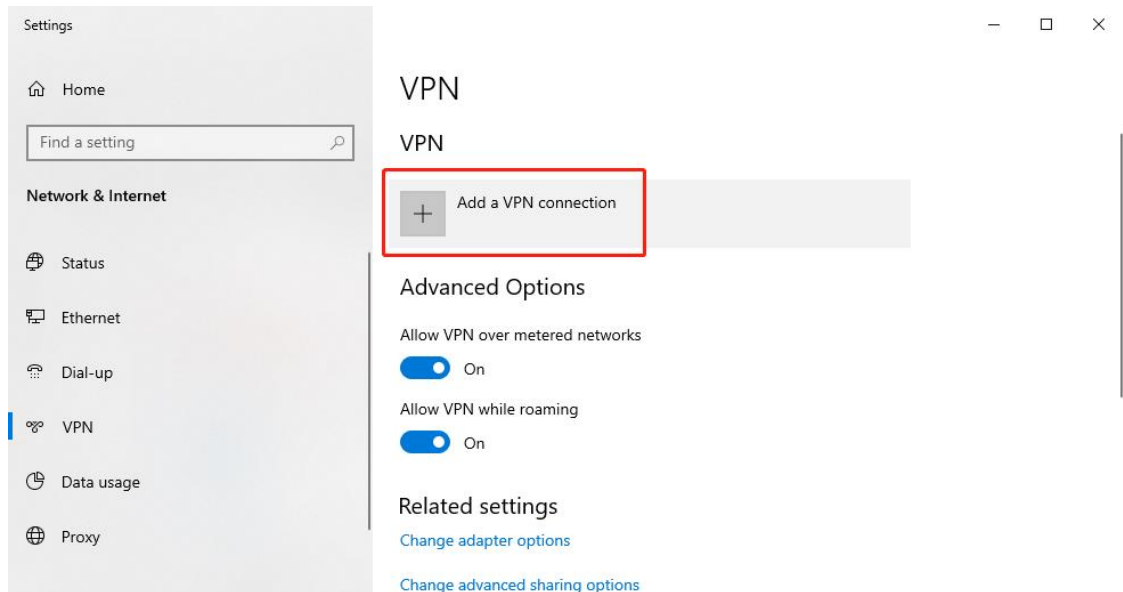 Settings
Home
Find a setting
Network & Internet
Status
Ethernet
Dial-up
VPN
Data usage
Proxy
VPN
VPN
Add a VPN connection
Advanced Options
Allow VPN over metered networks
On
Allow VPN while roaming
On
Related settings
Change adapter options
Change advanced sharing options